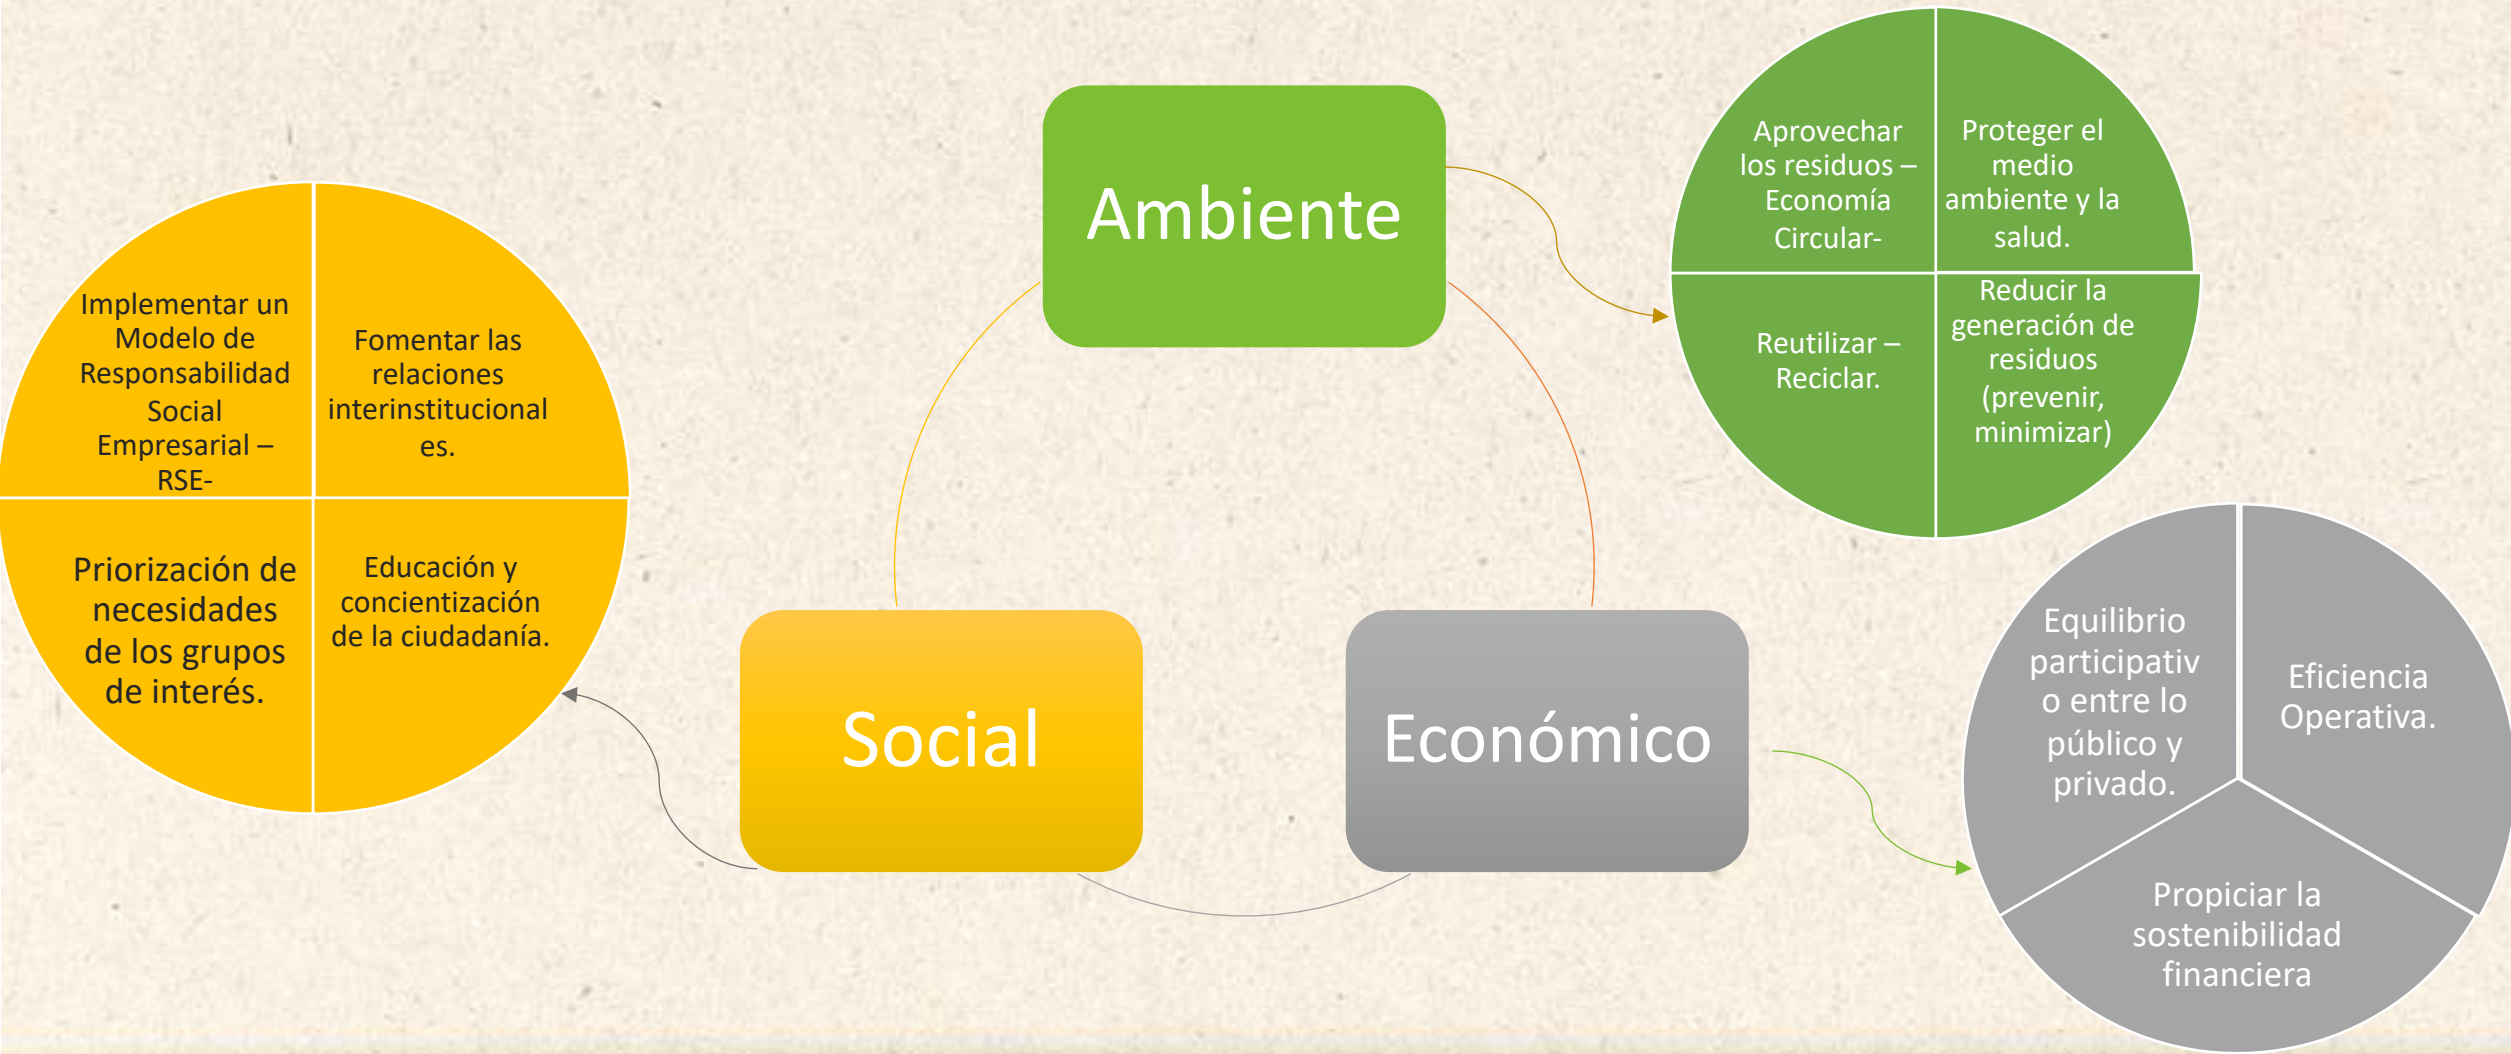 Ambiente
Aprovechar
los residuos –
Economía
Circular-
Proteger el
medio
ambiente y la
salud.
Reutilizar –
Reciclar.
Reducir la
generación de
residuos
(prevenir,
minimizar)
Implementar un
Modelo de
Responsabilidad
Social
Empresarial –
RSE-
Fomentar las
relaciones
interinstitucional
es.
Priorización de
necesidades
de los grupos
de interés.
Educación y
concientización
de la ciudadanía.
Social
Económico
Equilibrio
participativ
o entre lo
público y
privado.
Eficiencia
Operativa.
Propiciar la
sostenibilidad
financiera